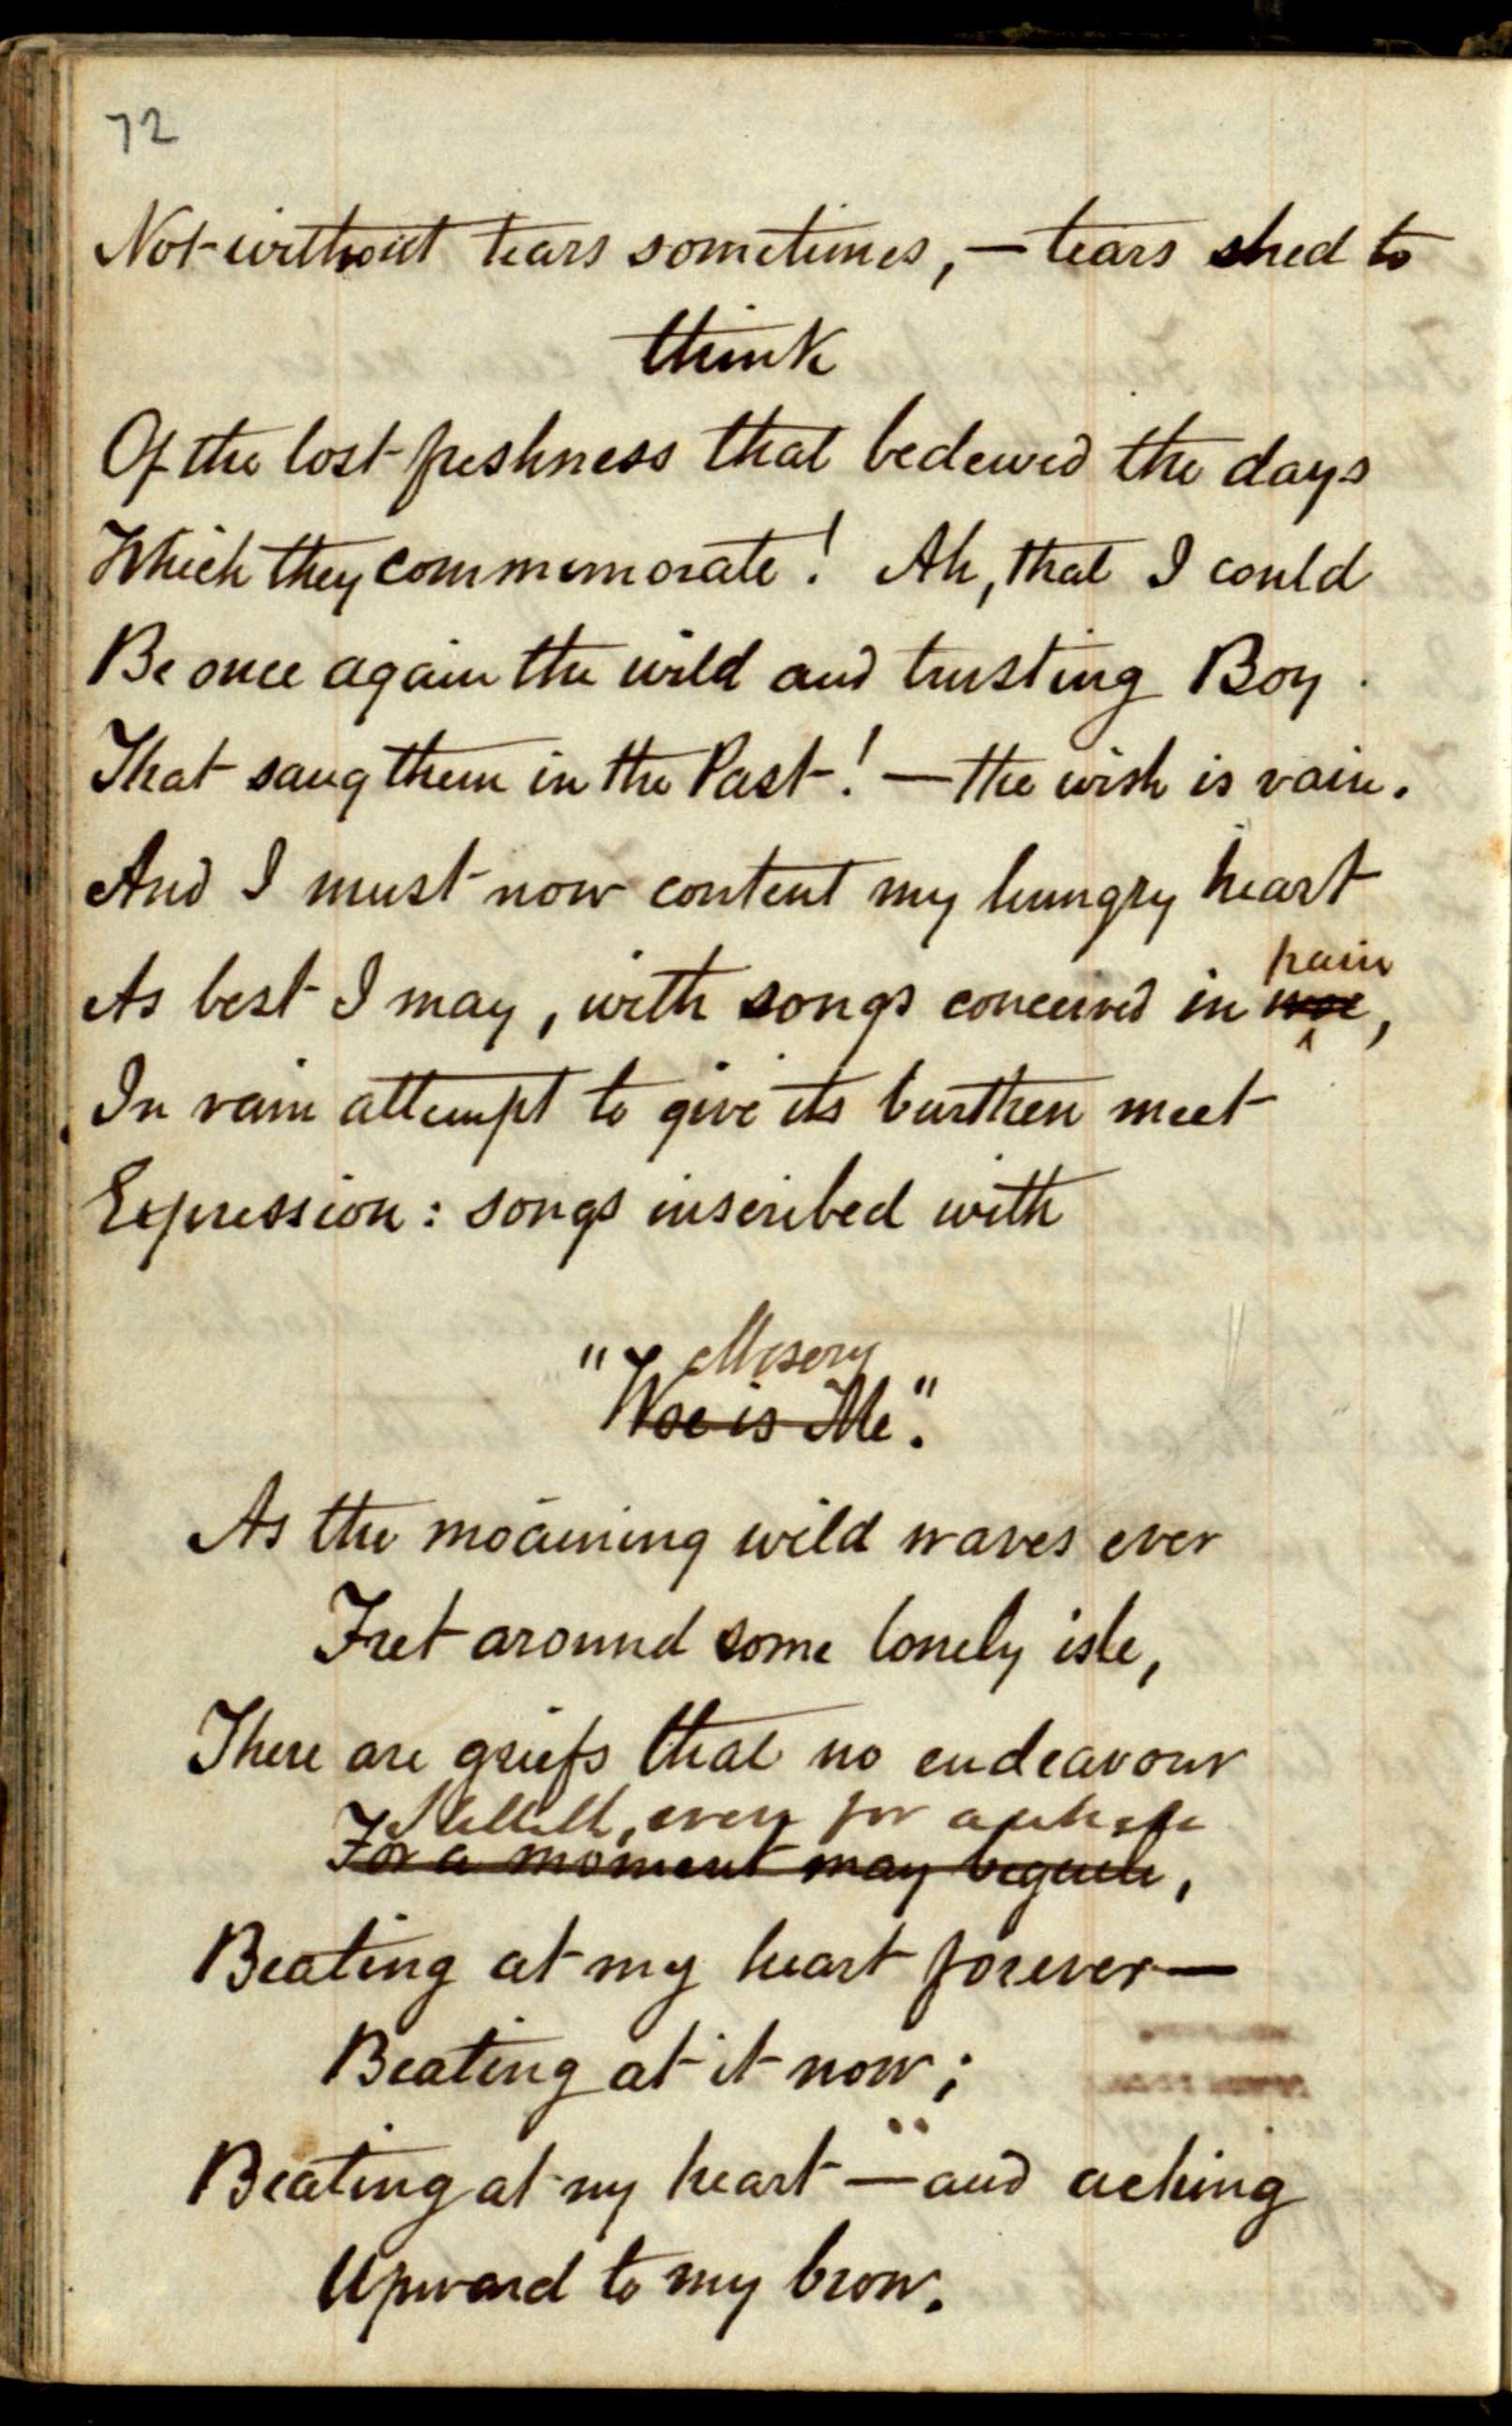 72
Not without tears sometimes, — tears shed to
think
Of the lost freshness that bedewed the days
Which they commemorate! Ah, that I could
Be once again the wild and trusting Boy.
That sang them in the Past! — the wish is vain.
And I must now content my hungry heart
pain
As best I may, with songs conceived in woe,
In vain attempt to give its burthen meet
Expression: songs inscribed with
Misery
"Woe is Me".
As the moaning wild waves ever
Fret around some lonely isle,
There are griefs that no endeavour
even for a
For a moment may beguile,
Beating at my heart forever—
Beating at it now;
Beating at my heart — and aching
Upward to my brow.